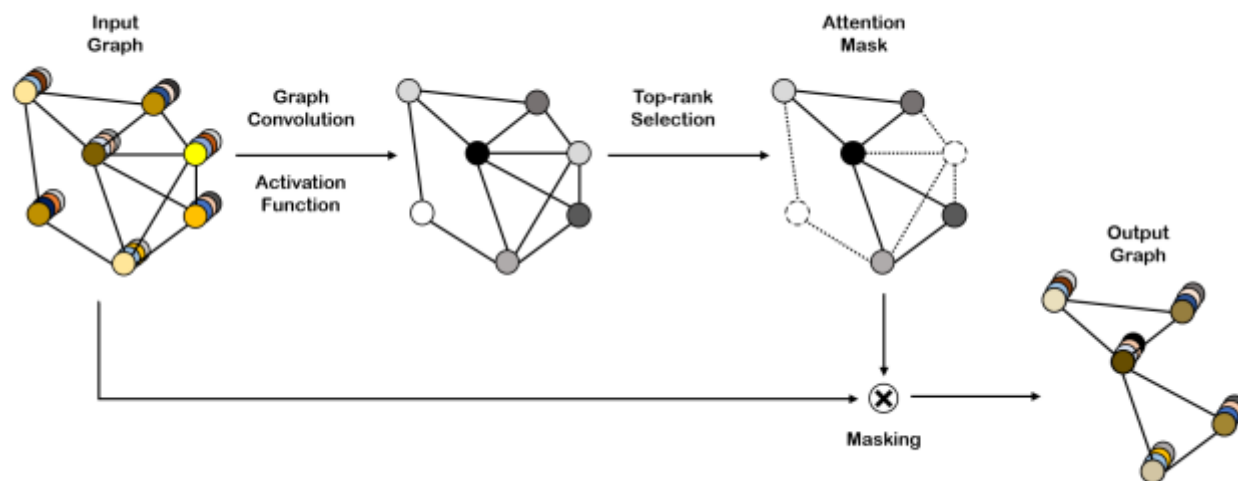 Input
Graph
Graph
Convolution
Activation
Function
Top-rank
Selection
Attention
Mask
Masking
Output
Graph